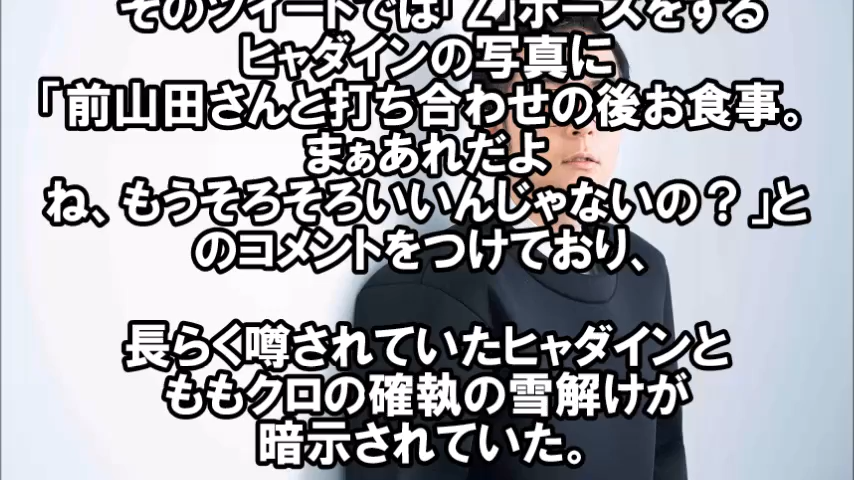 そのツイートでは「Z」ポーズをする
ヒャダインの写真に
「前山田さんと打ち合わせの後お食事。
まぁあれだよ
ね、もうそろそろいいんじゃないの？」と
のコメントをつけており、
長らく噂されていたヒャダインと
ももクロの確執の雪解けが
暗示されていた。